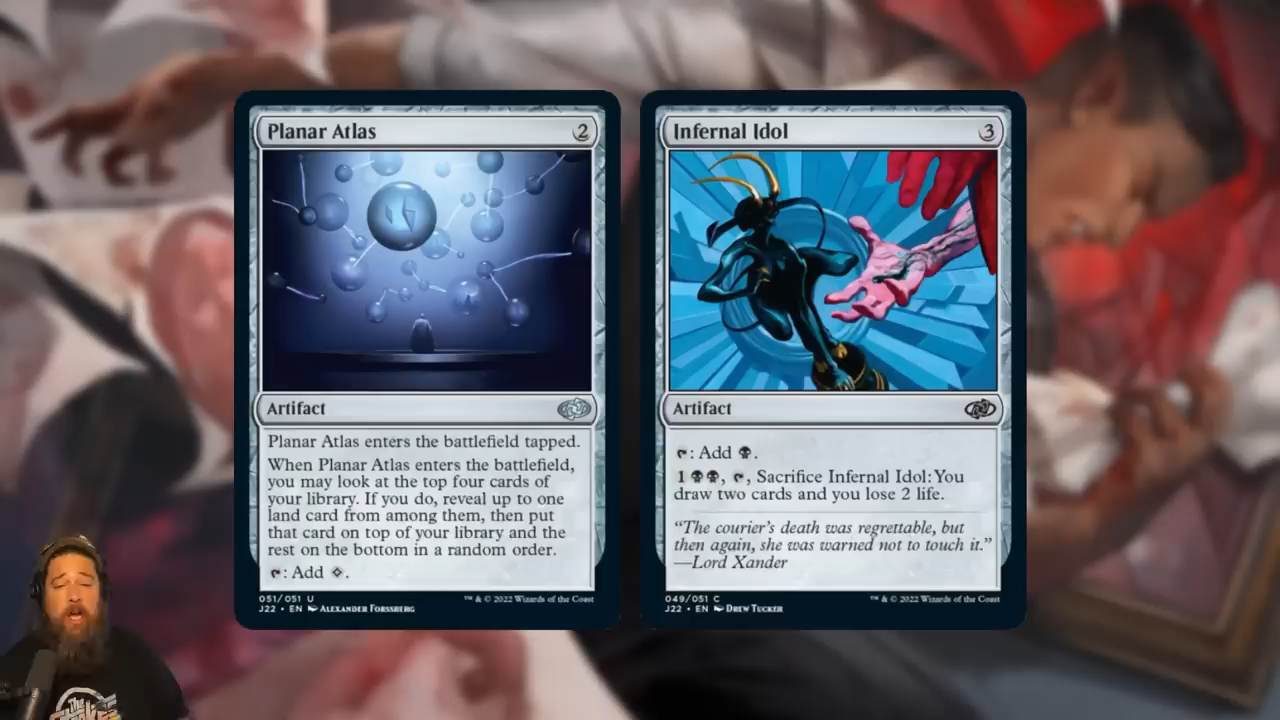 Planar Atlas 2
Artifact
Planar Atlas enters the battlefield tapped.
When Planar Atlas enters the battlefield,
you may look at the top four cards of
your library. If you do, reveal up to one
land card from among them, then put
that card on top of your library and the
rest on the bottom in a random order.
: Add .
051/051 U
J22 • EN Alexander Forssberg
™ & © 2022 Wizards of the Coast
Infernal Idol 3
Artifact
: Add .
1 , , Sacrifice Infernal Idol: You
draw two cards and you lose 2 life.
“The courier’s death was regrettable, but
then again, she was warned not to touch it.”
—Lord Xander
049/051 C
J22 • EN Drew Tucker
™ & © 2022 Wizards of the Coast
The